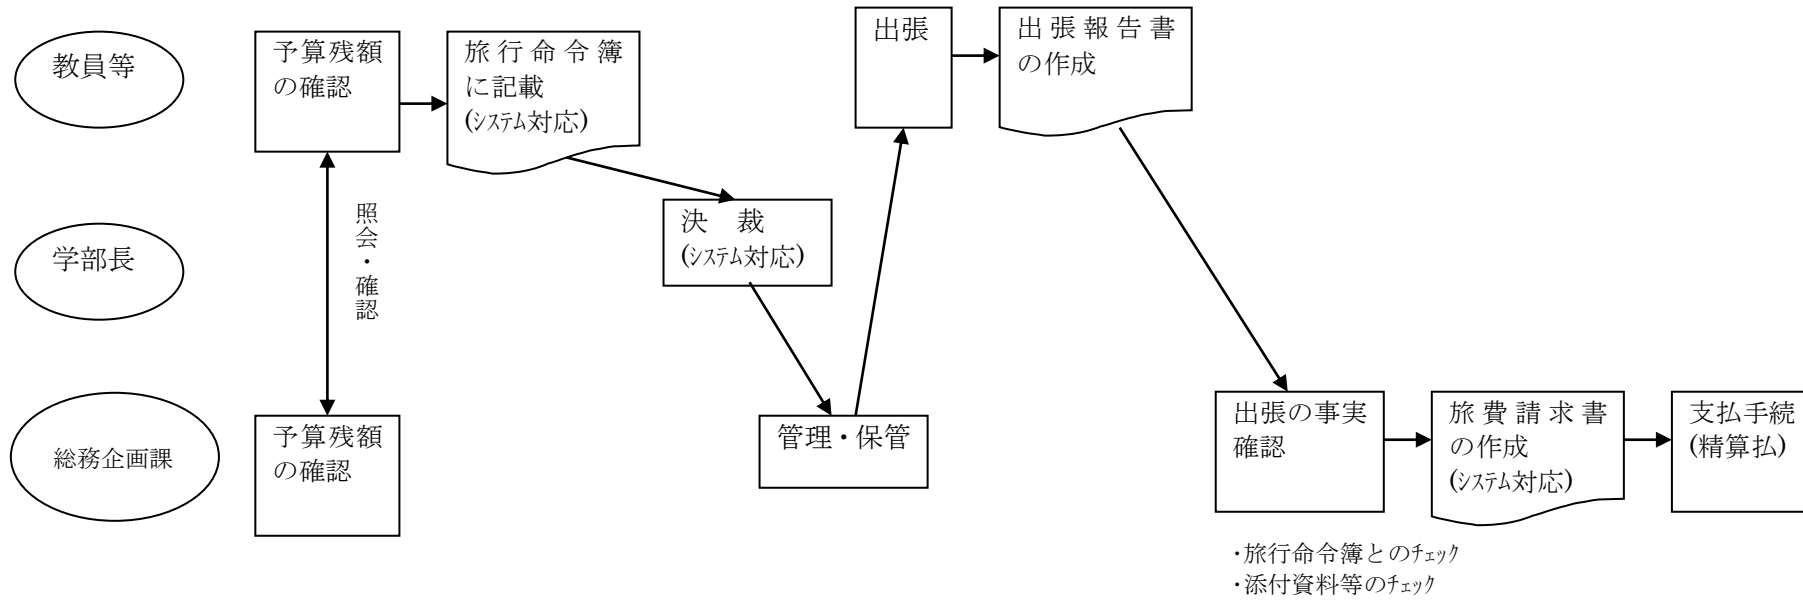 教員等
予算残額
の確認
旅行命令簿
に記載
(ｼｽﾃﾑ対応)
出張
出張報告書
の作成
学部長
照会・確認
決　裁
(ｼｽﾃﾑ対応)
総務企画課
予算残額
の確認
管理・保管
出張の事実
確認
旅費請求書
の作成
(ｼｽﾃﾑ対応)
支払手続
(精算払)
・旅行命令簿とのﾁｪｯｸ
・添付資料等のﾁｪｯｸ